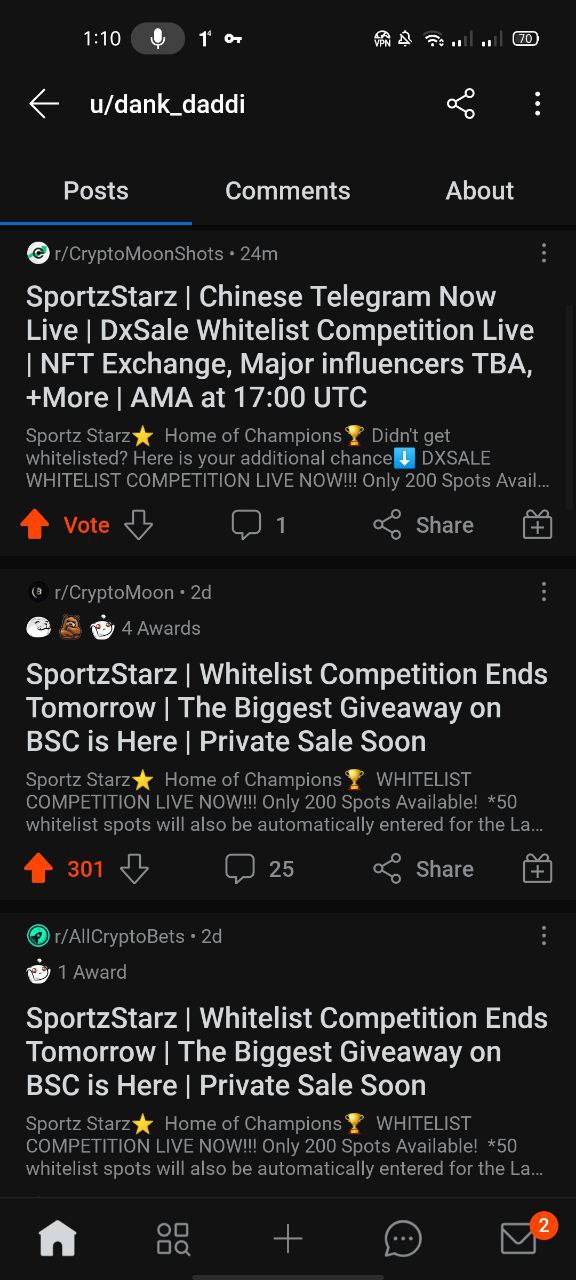 1:10
VPN
70
u/dank_daddi
Posts
Comments
About
r/CryptoMoonShots • 24m
SportzStarz | Chinese Telegram Now
Live | DxSale Whitelist Competition Live
| NFT Exchange, Major influencers TBA,
+More | AMA at 17:00 UTC
Sportz Starz⭐ Home of Champions🏆 Didn't get
whitelisted? Here is your additional chance⬇️ DXSALE
WHITELIST COMPETITION LIVE NOW!!! Only 200 Spots Avail...
Vote
1
Share
r/CryptoMoon • 2d
4 Awards
SportzStarz | Whitelist Competition Ends
Tomorrow | The Biggest Giveaway on
BSC is Here | Private Sale Soon
Sportz Starz⭐ Home of Champions🏆 WHITELIST
COMPETITION LIVE NOW!!! Only 200 Spots Available! *50
whitelist spots will also be automatically entered for the La...
301
25
Share
r/AllCryptoBets • 2d
1 Award
SportzStarz | Whitelist Competition Ends
Tomorrow | The Biggest Giveaway on
BSC is Here | Private Sale Soon
Sportz Starz⭐ Home of Champions🏆 WHITELIST
COMPETITION LIVE NOW!!! Only 200 Spots Available! *50
whitelist spots will also be automatically entered for the La...
2